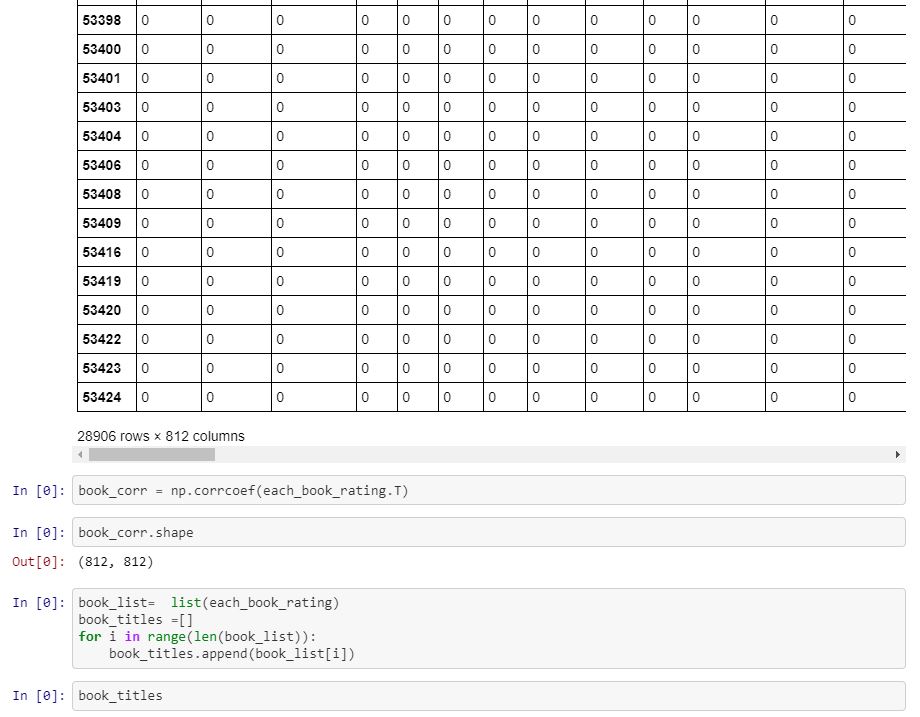 53398 0 0 0 0 0 0 0 0 0 0 0 0 0
53400 0 0 0 0 0 0 0 0 0 0 0 0 0
53401 0 0 0 0 0 0 0 0 0 0 0 0 0
53403 0 0 0 0 0 0 0 0 0 0 0 0 0
53404 0 0 0 0 0 0 0 0 0 0 0 0 0
53406 0 0 0 0 0 0 0 0 0 0 0 0 0
53408 0 0 0 0 0 0 0 0 0 0 0 0 0
53409 0 0 0 0 0 0 0 0 0 0 0 0 0
53416 0 0 0 0 0 0 0 0 0 0 0 0 0
53419 0 0 0 0 0 0 0 0 0 0 0 0 0
53420 0 0 0 0 0 0 0 0 0 0 0 0 0
53422 0 0 0 0 0 0 0 0 0 0 0 0 0
53423 0 0 0 0 0 0 0 0 0 0 0 0 0
53424 0 0 0 0 0 0 0 0 0 0 0 0 0
28906 rows × 812 columns
In [0]: book_corr = np.corrcoef(each_book_rating.T)
In [0]: book_corr.shape
Out[0]: (812, 812)
In [0]: book_list=  list(each_book_rating)
book_titles =[]
for i in range(len(book_list)):
    book_titles.append(book_list[i])
In [0]: book_titles